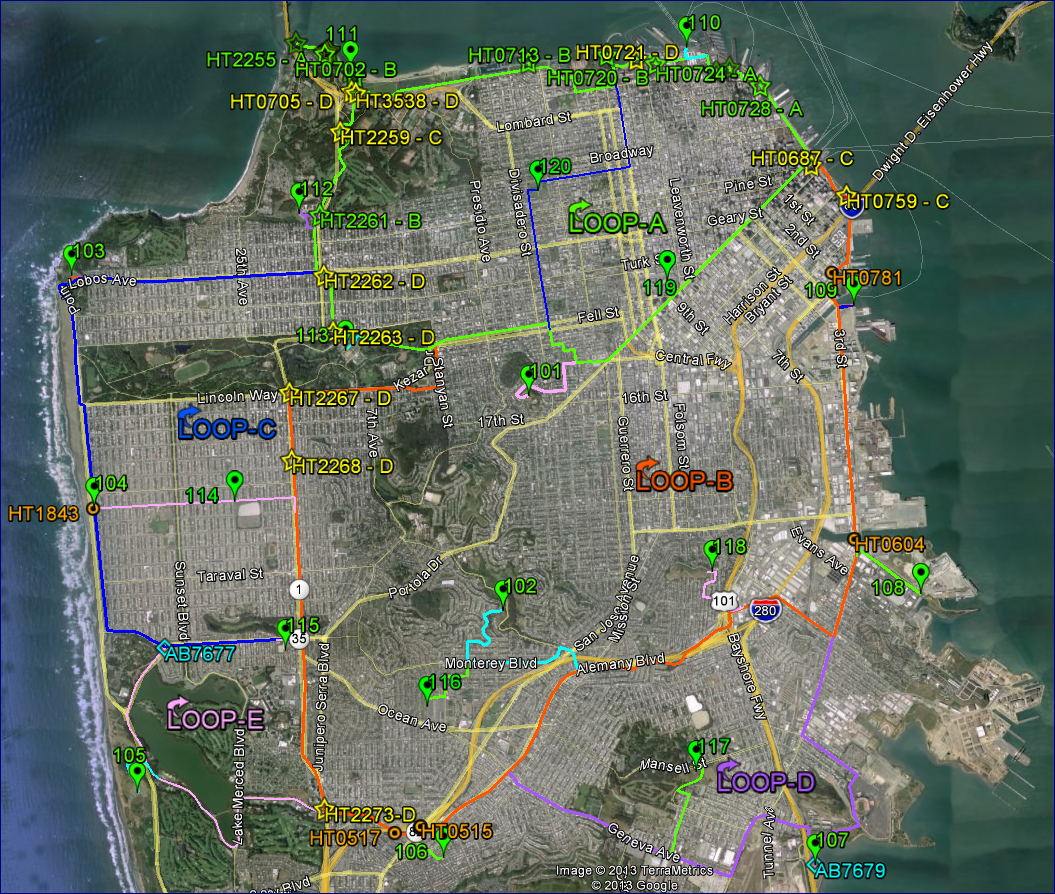 110
111
HT2255 - A
HT0702 - B
HT0713 - B
HT0721 - D
HT0720 - B
HT0724 - A
HT0705 - D
HT3538 - D
HT0728 - A
HT2259 - C
Lombard St
Dwight D. Eisenhower Hwy
Broadway
HT0687 - C
120
Pine St
112
Presidio Ave
Divisadero St
Leavenworth St
HT0759 - C
1st St
HT2261 - B
LOOP-A
Geary St
2nd St
103
25th Ave
Turk St
Lobos Ave
HT2262 - D
119
HT0781
109
Harrison St
Bryant St
Fell St
9th St
113
HT2263 - D
3rd St
Central Fwy
7th St
Kezar Dr
Stanyan St
101
Lincoln Way
HT2267 - D
16th St
7th Ave
17th St
LOOP-C
Folsom St
Guerrero St
HT2268 - D
LOOP-B
104
114
HT1843
Evans Ave
HT0604
118
Taraval St
Portola Dr
108
102
1
101
280
Sunset Blvd
San Jose Avenue
Mission St
115
35
AB7677
Monterey Blvd
Alemany Blvd
Bayshore Fwy
Junipero Serra Blvd
116
LOOP-E
Ocean Ave
117
105
Mansell St
LOOP-D
Lake Merced Blvd
HT2273-D
HT0517
HT0515
106
Geneva Ave
Tunnel Ave
107
AB7679
Image © 2013 TerraMetrics
© 2013 Google